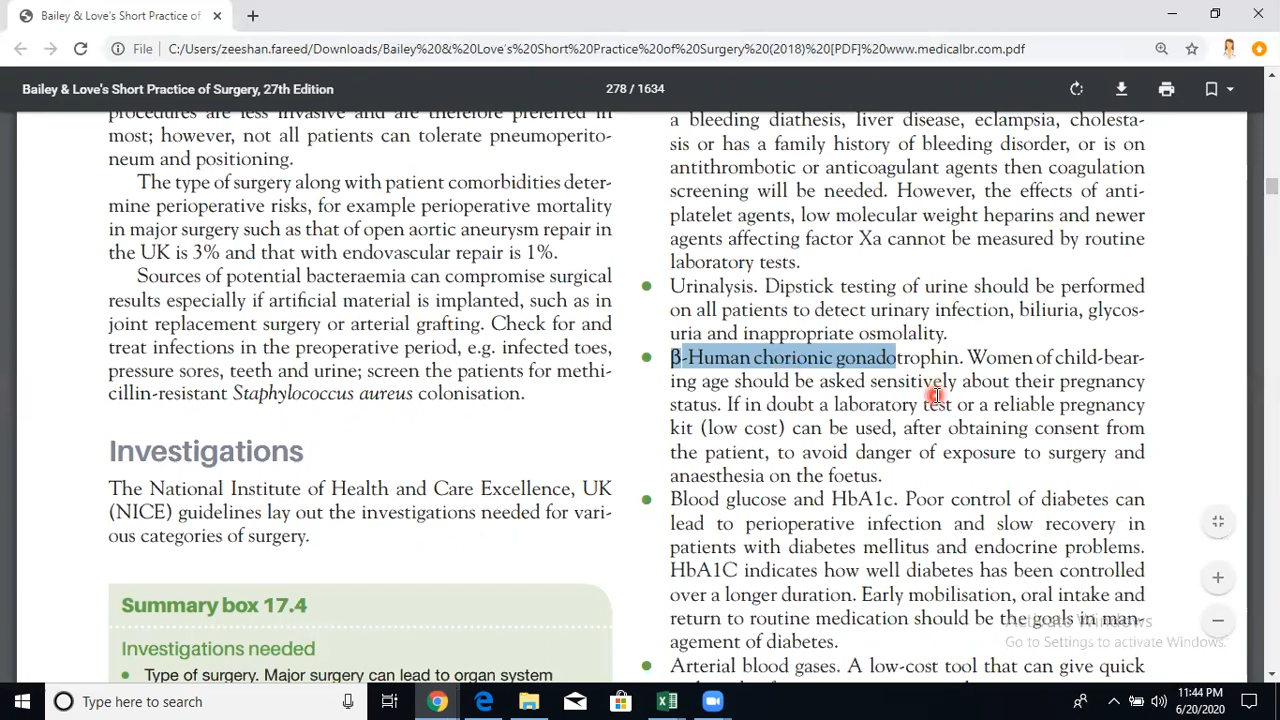 Bailey & Love's Short Practice of
File
C:/Users/zeeshan.fareed/Downloads/Bailey%20&%20Love's%20Short%20Practice%20of%20Surgery%20(2018)%20[PDF]%20www.medicalbr.com.pdf
Bailey & Love's Short Practice of Surgery, 27th Edition
278 / 1634
procedures are less invasive and are therefore preferred in
most; however, not all patients can tolerate pneumoperito-
neum and positioning.
The type of surgery along with patient comorbidities deter-
mine perioperative risks, for example perioperative mortality
in major surgery such as that of open aortic aneurysm repair in
the UK is 3% and that with endovascular repair is 1%.
Sources of potential bacteraemia can compromise surgical
results especially if artificial material is implanted, such as in
joint replacement surgery or arterial grafting. Check for and
treat infections in the preoperative period, e.g. infected toes,
pressure sores, teeth and urine; screen the patients for methi-
cillin-resistant Staphylococcus aureus colonisation.
Investigations
The National Institute of Health and Care Excellence, UK
(NICE) guidelines lay out the investigations needed for vari-
ous categories of surgery.
Summary box 17.4
Investigations needed
• Type of surgery. Major surgery can lead to organ system
a bleeding diathesis, liver disease, eclampsia, cholesta-
sis or has a family history of bleeding disorder, or is on
antithrombotic or anticoagulant agents then coagulation
screening will be needed. However, the effects of anti-
platelet agents, low molecular weight heparins and newer
agents affecting factor Xa cannot be measured by routine
laboratory tests.
• Urinalysis. Dipstick testing of urine should be performed
on all patients to detect urinary infection, biliuria, glycos-
uria and inappropriate osmolality.
• β-Human chorionic gonadotrophin. Women of child-bear-
ing age should be asked sensitively about their pregnancy
status. If in doubt a laboratory test or a reliable pregnancy
kit (low cost) can be used, after obtaining consent from
the patient, to avoid danger of exposure to surgery and
anaesthesia on the foetus.
• Blood glucose and HbA1c. Poor control of diabetes can
lead to perioperative infection and slow recovery in
patients with diabetes mellitus and endocrine problems.
HbA1C indicates how well diabetes has been controlled
over a longer duration. Early mobilisation, oral intake and
return to routine medication should be the goals in man-
agement of diabetes.
• Arterial blood gases. A low-cost tool that can give quick
Activate Windows
Go to Settings to activate Windows.
Type here to search
11:44 PM
6/20/2020